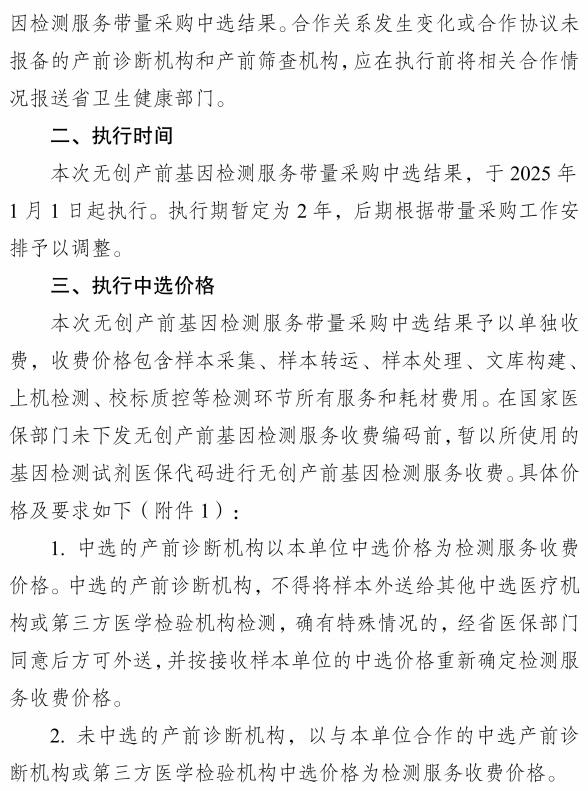 因检测服务带量采购中选结果。合作关系发生变化或合作协议未
报备的产前诊断机构和产前筛查机构,应在执行前将相关合作情
况报送省卫生健康部门。
二、执行时间
本次无创产前基因检测服务带量采购中选结果，于 2025 年
1 月 1 日起执行。执行期暂定为 2 年，后期根据带量采购工作安
排予以调整。
三、执行中选价格
本次无创产前基因检测服务带量采购中选结果予以单独收
费，收费价格包含样本采集、样本转运、样本处理、文库构建、
上机检测、校标质控等检测环节所有服务和耗材费用。在国家医
保部门未下发无创产前基因检测服务收费编码前,暂以所使用的
基因检测试剂医保代码进行无创产前基因检测服务收费。具体价
格及要求如下（附件 1）:
1. 中选的产前诊断机构以本单位中选价格为检测服务收费
价格。中选的产前诊断机构，不得将样本外送给其他中选医疗机
构或第三方医学检验机构检测，确有特殊情况的，经省医保部门
同意后方可外送,并按接收样本单位的中选价格重新确定检测服
务收费价格。
2. 未中选的产前诊断机构，以与本单位合作的中选产前诊
断机构或第三方医学检验机构中选价格为检测服务收费价格。